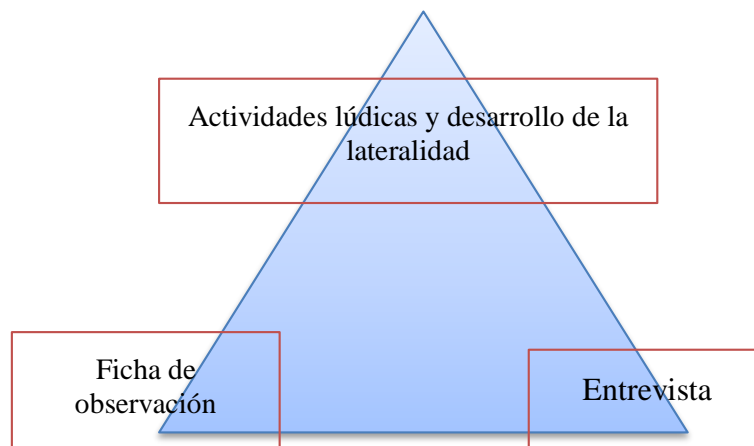 Actividades lúdicas y desarrollo de la
lateralidad
Ficha de
observación
Entrevista